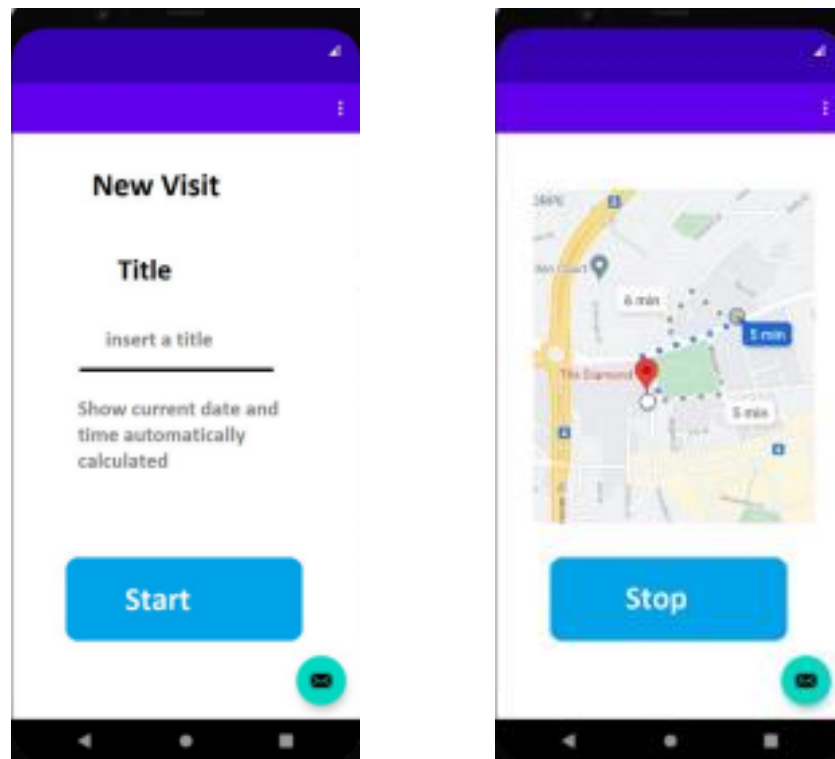 New Visit
Title
insert a title
Show current date and
time automatically
calculated
Start
6 min
5 min
The Diamond
5 min
Stop